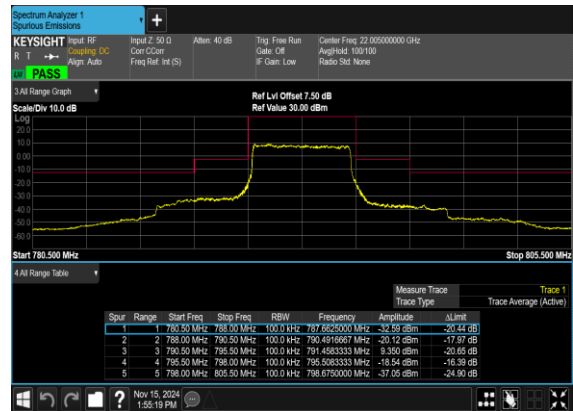 Spectrum Analyzer 1
Spurious Emissions
KEYSIGHT Input: RF Input Z: 50 Ω Atten: 40 dB Trig: Free Run Center Freq: 22.005000000 GHz
R T Coupling: DC Corr CCorr Gate: Off Avg|Hold: 100/100
Align: Auto Freq Ref: Int (S) IF Gain: Low Radio Std: None
PASS
3 All Range Graph
Ref Lvl Offset 7.50 dB
Scale/Div 10.0 dB Ref Value 30.00 dBm
Log
20.0
10.0
0.00
-10.0
-20.0
-30.0
-40.0
-50.0
-60.0
Start 780.500 MHz Stop 805.500 MHz
4 All Range Table
Measure Trace Trace 1
Trace Type Trace Average (Active)
Spur Range Start Freq Stop Freq RBW Frequency Amplitude ΔLimit
1 1 780.50 MHz 788.00 MHz 100.0 kHz 787.6625000 MHz -32.59 dBm -20.44 dB
2 2 788.00 MHz 790.50 MHz 100.0 kHz 790.4916667 MHz -20.12 dBm -17.97 dB
3 3 790.50 MHz 795.50 MHz 100.0 kHz 791.4583333 MHz 9.350 dBm -20.65 dB
4 4 795.50 MHz 798.00 MHz 100.0 kHz 795.5083333 MHz -18.54 dBm -16.39 dB
5 5 798.00 MHz 805.50 MHz 100.0 kHz 798.6750000 MHz -37.05 dBm -24.90 dB
Nov 15, 2024
1:55:19 PM